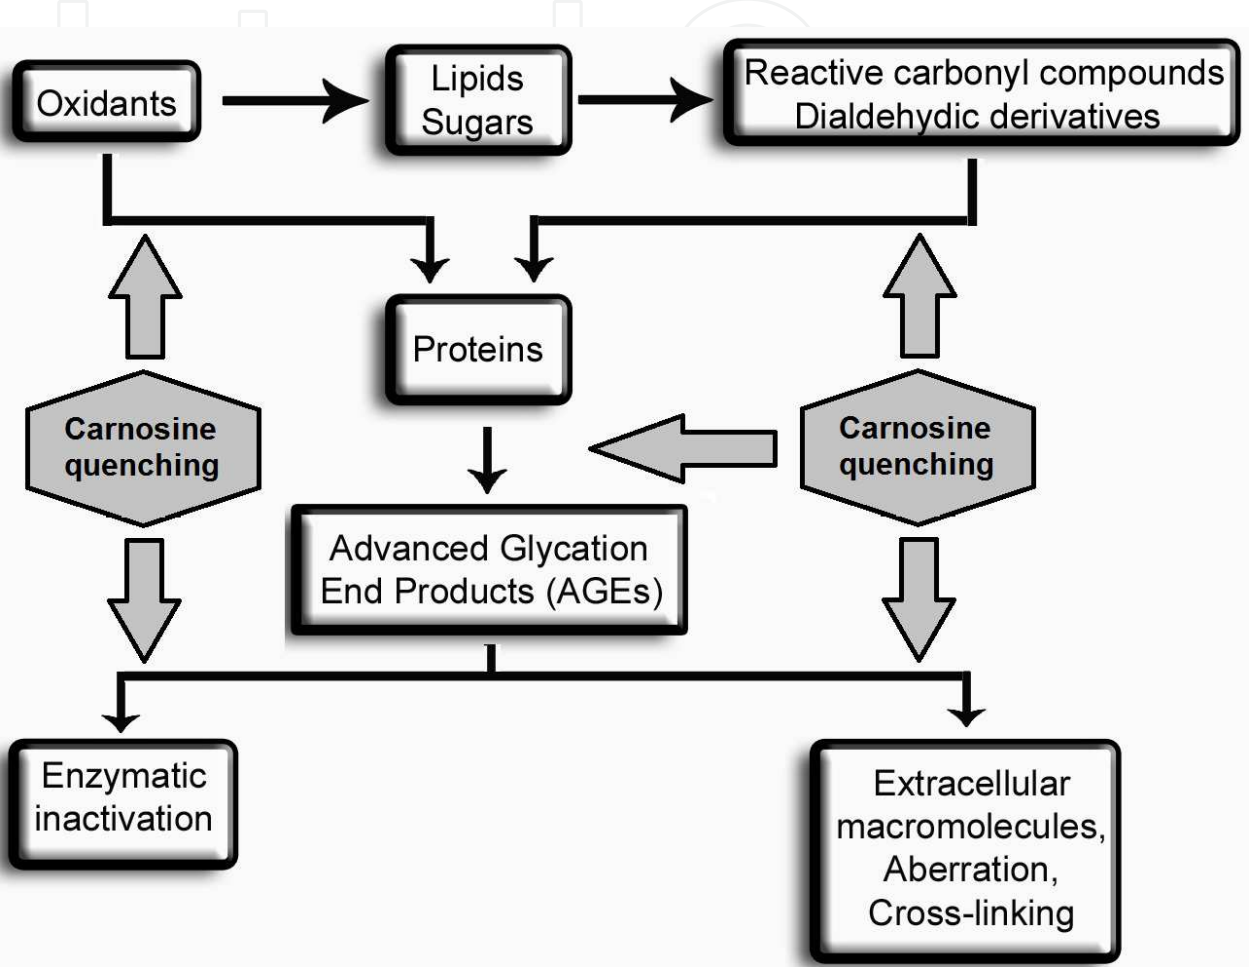 Oxidants
Lipids
Sugars
Reactive carbonyl compounds
Dialdehydic derivatives
Proteins
Carnosine
quenching
Carnosine
quenching
Advanced Glycation
End Products (AGEs)
Enzymatic
inactivation
Extracellular
macromolecules,
Aberration,
Cross-linking